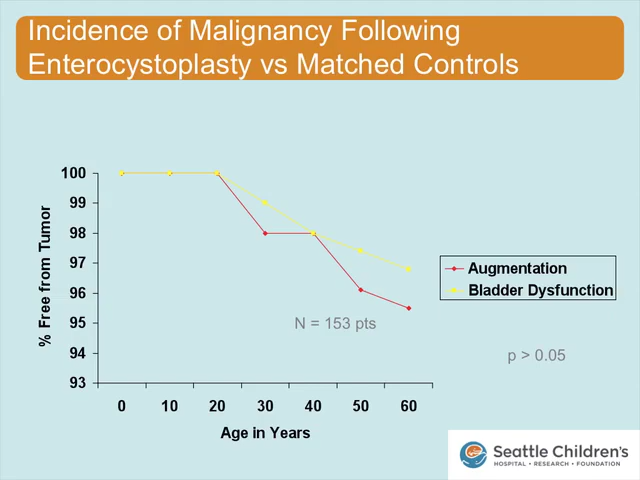 Incidence of Malignancy Following
Enterocystoplasty vs Matched Controls
100
99
98
97
96
95
94
93
% Free from Tumor
0 10 20 30 40 50 60
Age in Years
N = 153 pts
Augmentation
Bladder Dysfunction
p > 0.05
Seattle Children's
HOSPITAL • RESEARCH • FOUNDATION